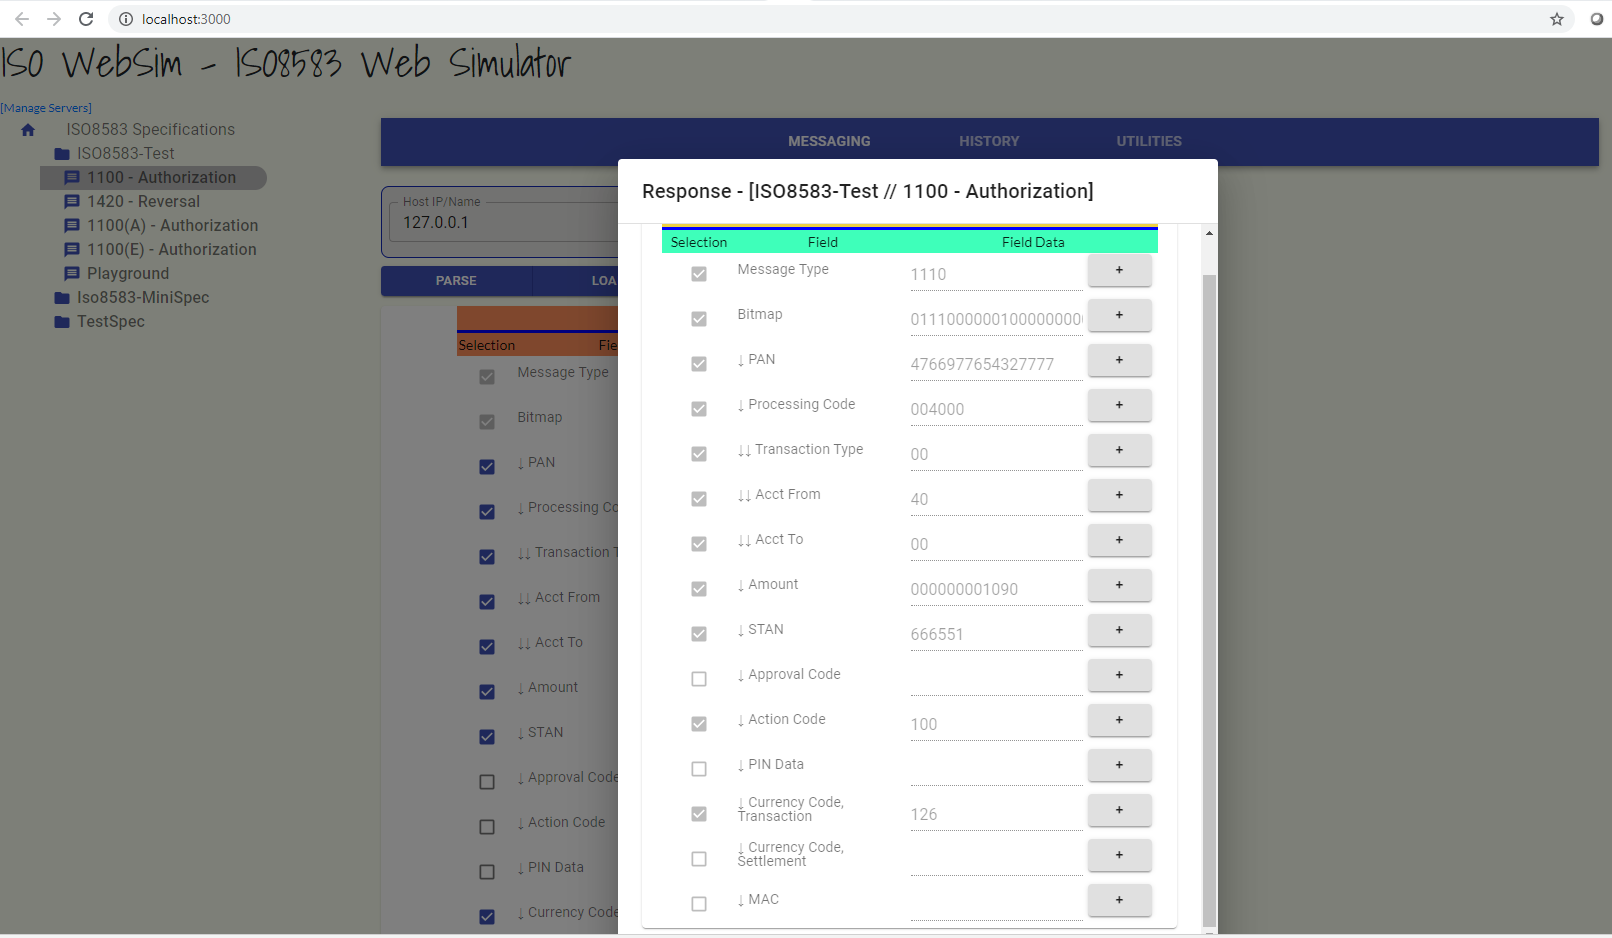 localhost:3000
ISO WebSim - ISO8583 Web Simulator
[Manage Servers]
ISO8583 Specifications
ISO8583-Test
1100 - Authorization
1420 - Reversal
1100(A) - Authorization
1100(E) - Authorization
Playground
Iso8583-MiniSpec
TestSpec
MESSAGING HISTORY UTILITIES
Host IP/Name
127.0.0.1
PARSE LOA
Selection Fie
Message Type
Bitmap
↓ PAN
↓ Processing Co
↓↓ Transaction T
↓↓ Acct From
↓↓ Acct To
↓ Amount
↓ STAN
↓ Approval Code
↓ Action Code
↓ PIN Data
↓ Currency Code
Response - [ISO8583-Test // 1100 - Authorization]
Selection Field Field Data
Message Type 1110 +
Bitmap 0111000000100000000 +
↓ PAN 4766977654327777 +
↓ Processing Code 004000 +
↓↓ Transaction Type 00 +
↓↓ Acct From 40 +
↓↓ Acct To 00 +
↓ Amount 000000001090 +
↓ STAN 666551 +
↓ Approval Code +
↓ Action Code 100 +
↓ PIN Data +
↓ Currency Code,
Transaction 126 +
↓ Currency Code,
Settlement +
↓ MAC +